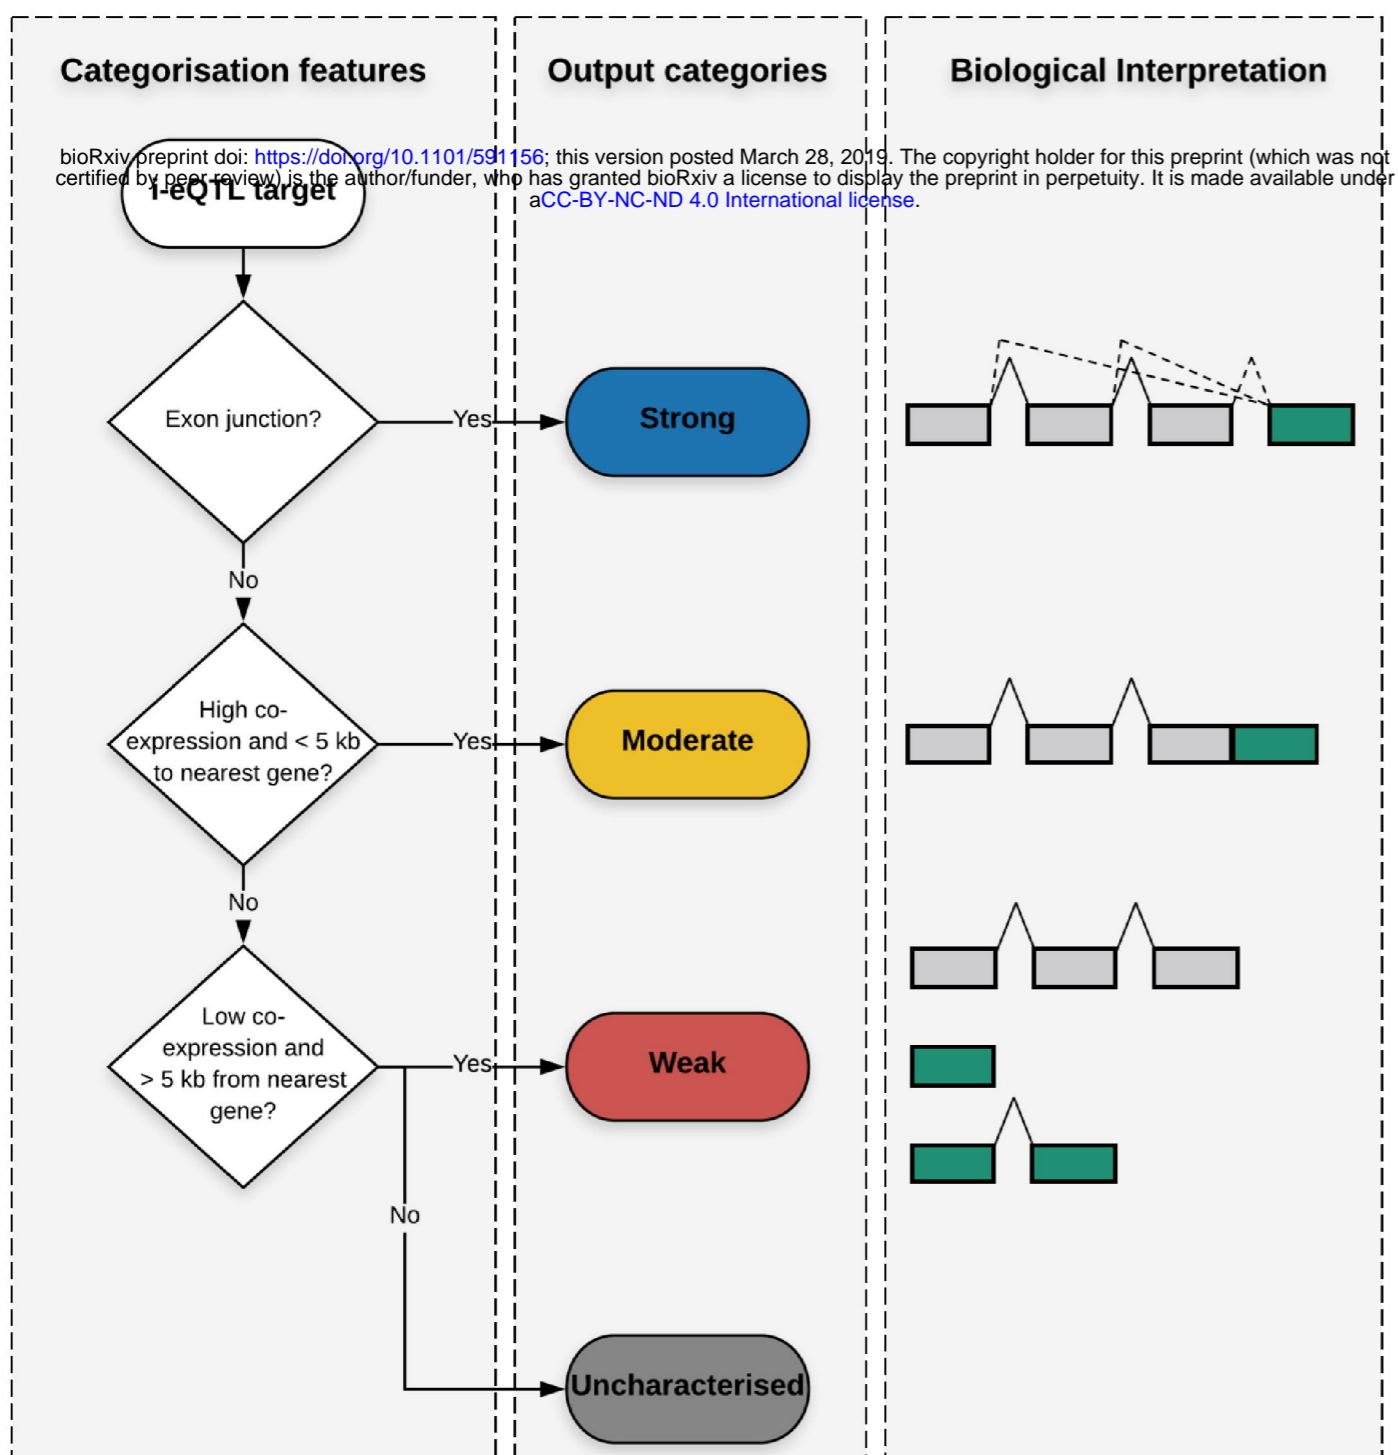 Categorisation features
Output categories
Biological Interpretation
bioRxiv preprint doi: https://doi.org/10.1101/591156; this version posted March 28, 2019. The copyright holder for this preprint (which was not
certified by peer review) is the author/funder, who has granted bioRxiv a license to display the preprint in perpetuity. It is made available under
aCC-BY-NC-ND 4.0 International license.
i-eQTL target
Exon junction?
Yes
Strong
No
High co-
expression and < 5 kb
to nearest gene?
Yes
Moderate
No
Low co-
expression and
> 5 kb from nearest
gene?
Yes
Weak
No
Uncharacterised